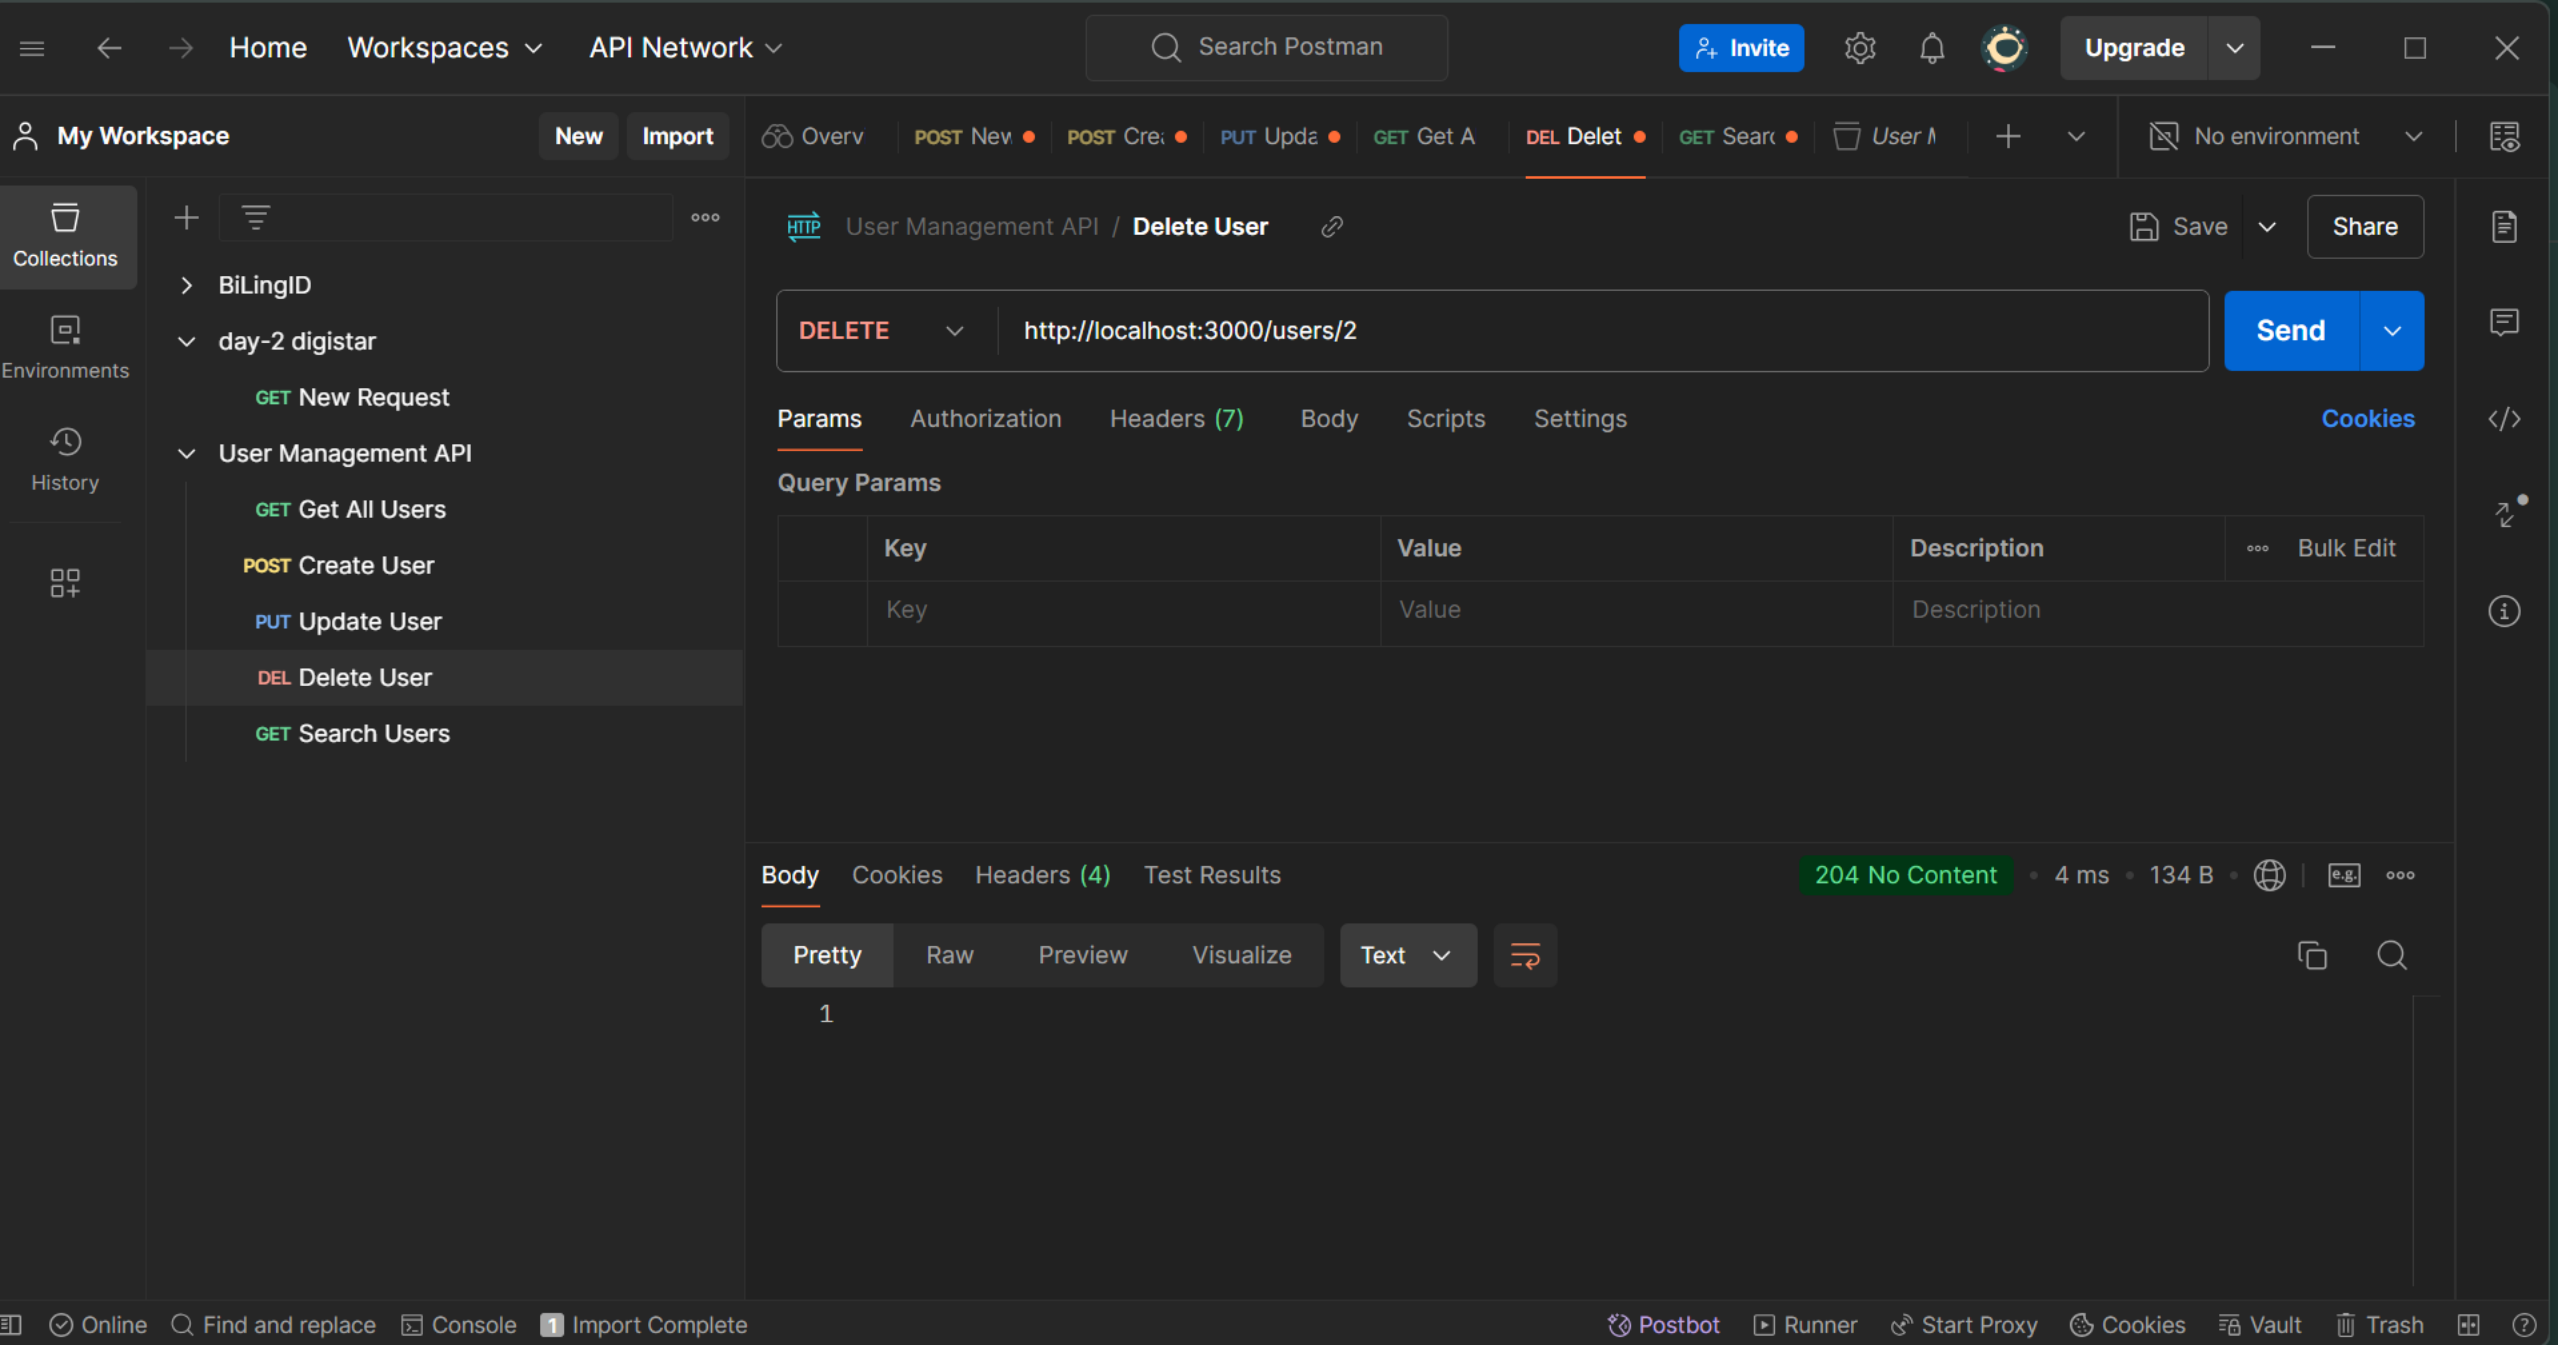 Home Workspaces API Network Search Postman Invite Upgrade
My Workspace New Import
Overv POST New POST Crea PUT Upda GET Get A DEL Delet GET Searc User M No environment
Collections
Environments
History
BiLingID
day-2 digistar
GET New Request
User Management API
GET Get All Users
POST Create User
PUT Update User
DEL Delete User
GET Search Users
HTTP User Management API / Delete User Save Share
DELETE http://localhost:3000/users/2 Send
Params Authorization Headers (7) Body Scripts Settings Cookies
Query Params
Key Value Description Bulk Edit
Key Value Description
Body Cookies Headers (4) Test Results 204 No Content • 4 ms • 134 B • e.g.
Pretty Raw Preview Visualize Text
1
Online Find and replace Console 1 Import Complete Postbot Runner Start Proxy Cookies Vault Trash